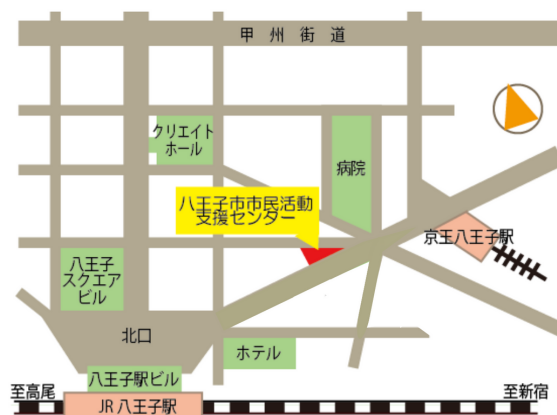 甲州街道
クリエイト
ホール
病院
八王子市市民活動
支援センター
京王八王子駅
八王子
スクエア
ビル
北口
ホテル
八王子駅ビル
至高尾
至新宿
JR八王子駅